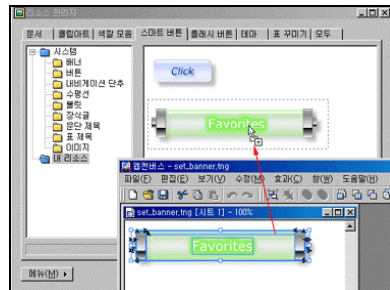 리소스 관리자
문서 클립아트 색깔 모음 스마트 버튼 플래시 버튼 테마 표 꾸미기 모두
시스템
배너
버튼
내비게이션 단추
수평선
불릿
장식글
문단 제목
표 제목
이미지
내 리소스
Click
Favorites
웹캔버스 - set_banner,tng
파일(F) 편집(E) 보기(V) 수정(M) 효과(C) 창(W) 도움말(H)
set_banner,tng [시트 1] - 100%
Favorites
메뉴(M)